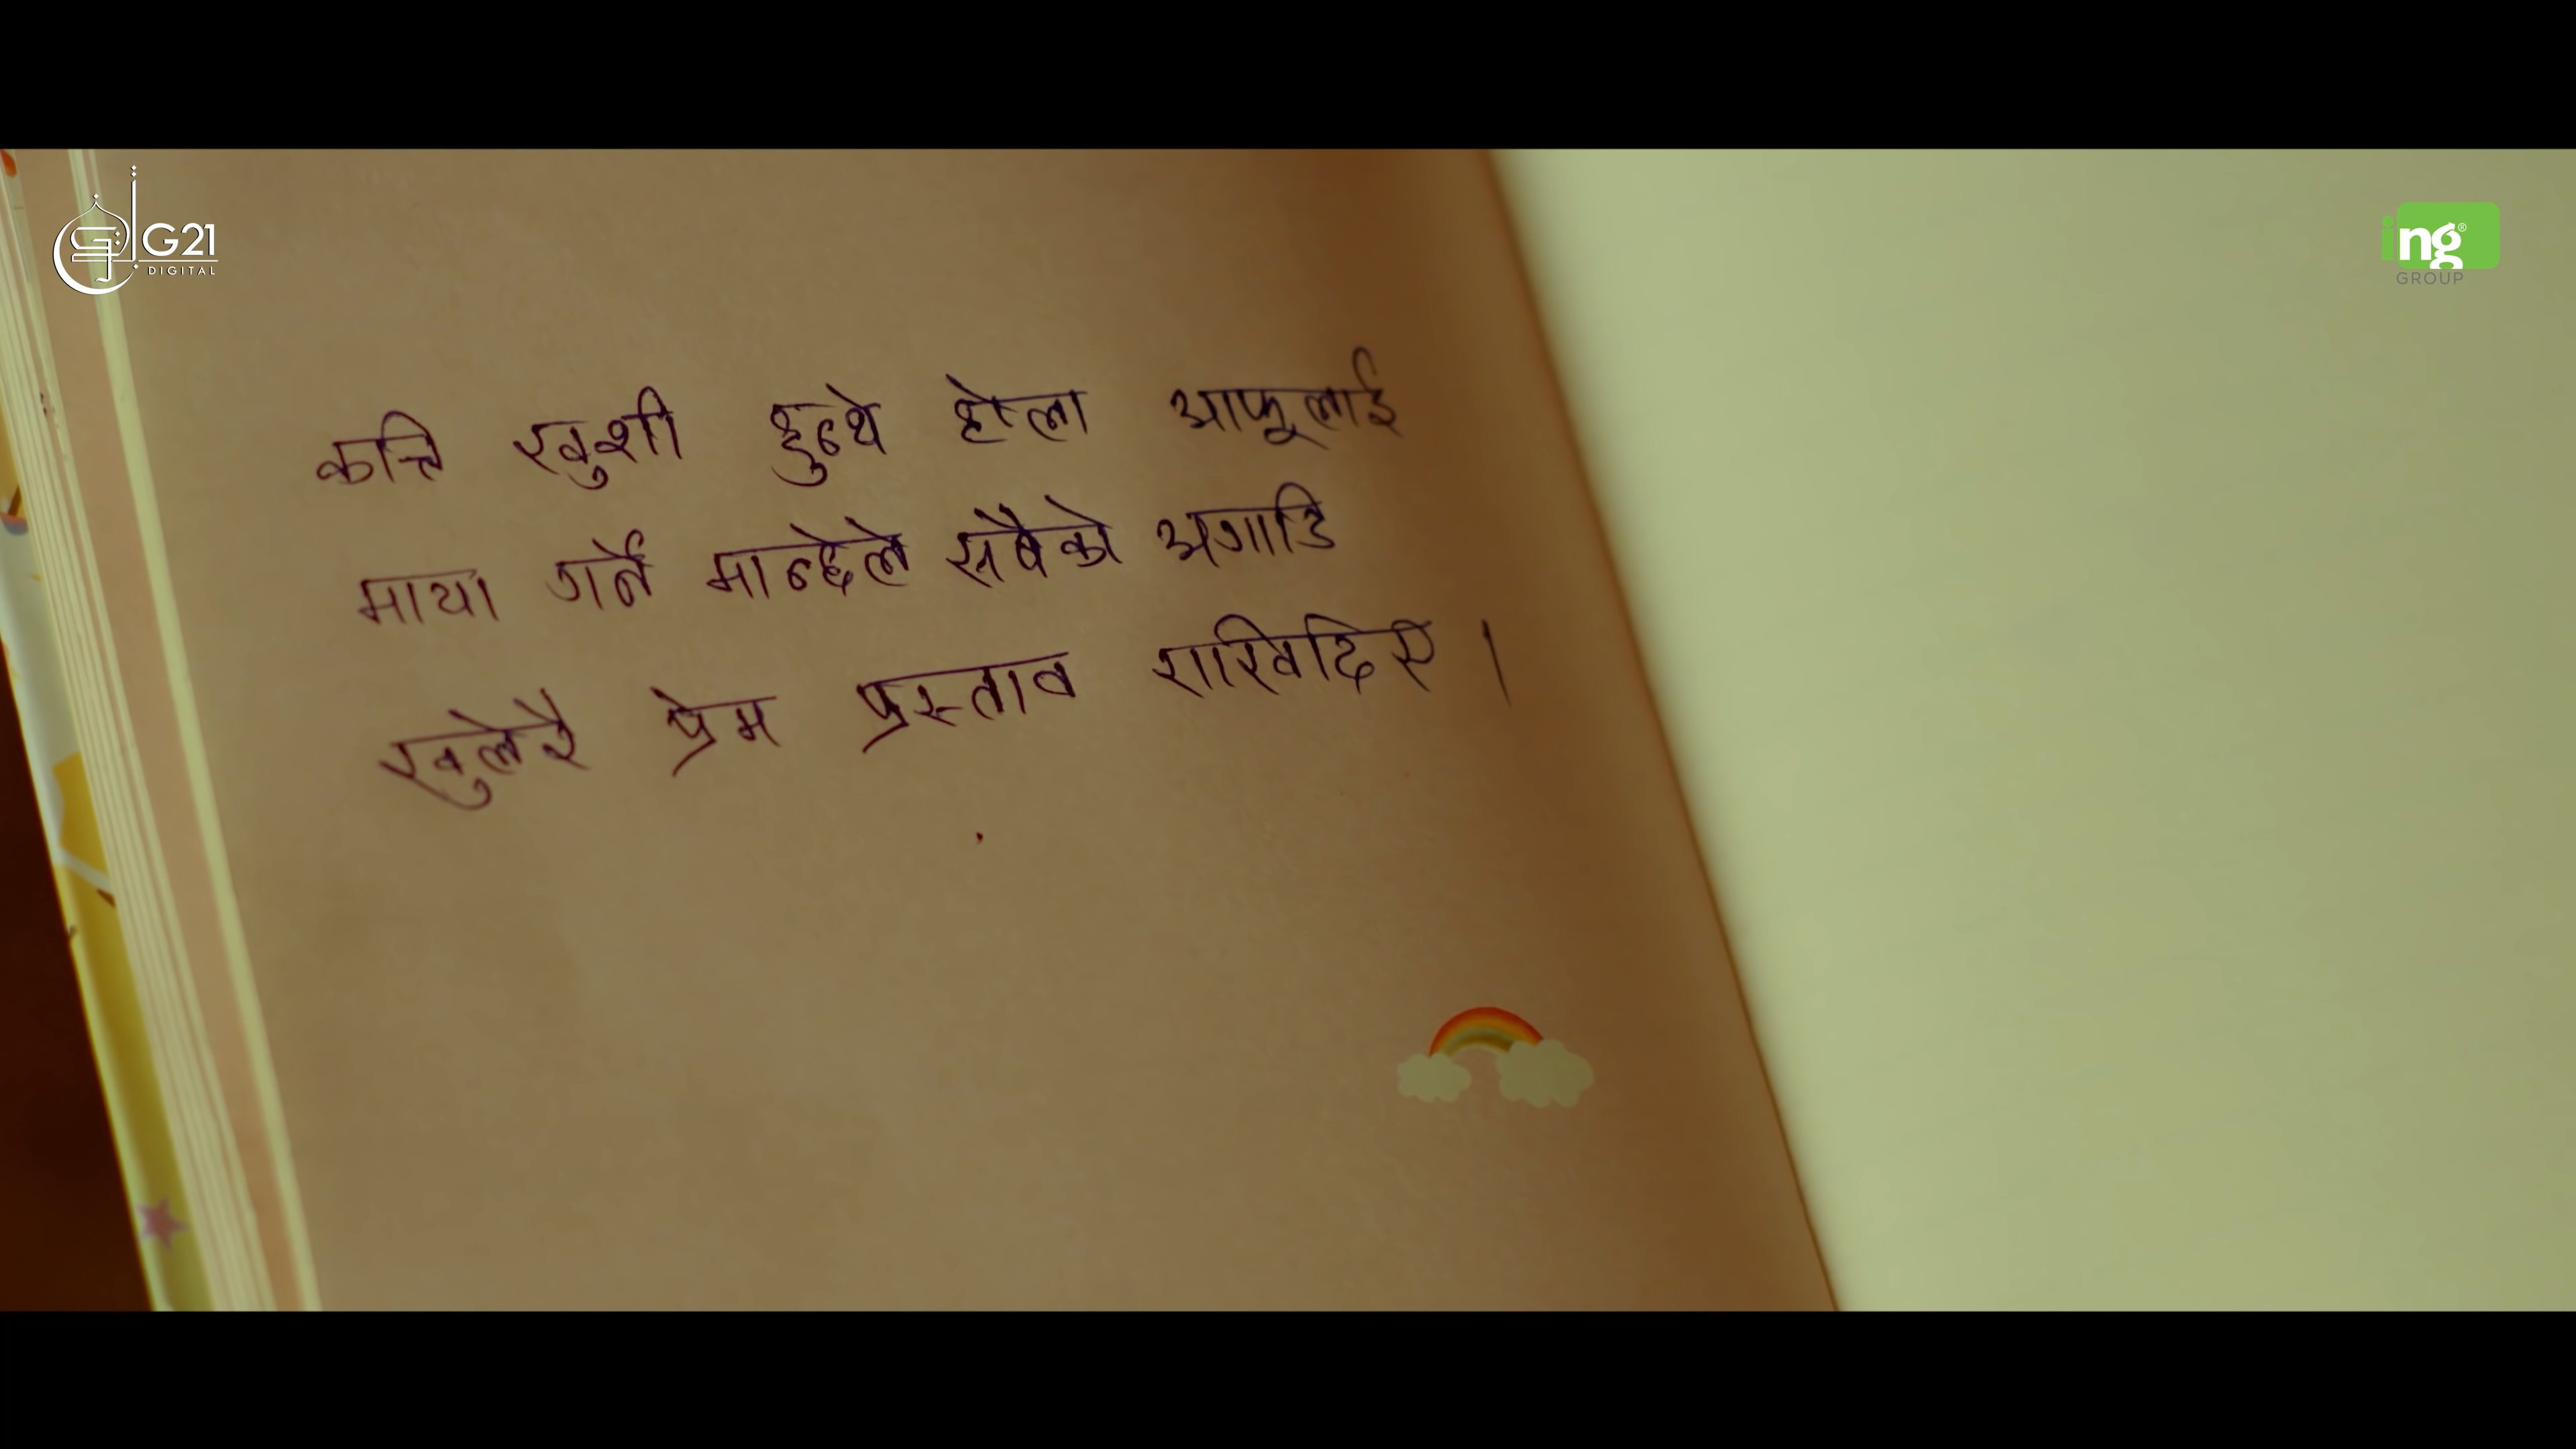 G21
DIGITAL
ing®
GROUP
कत्ति खुशी हुन्थे होला आफूलाई
माया गर्ने मान्छेले सबैको अगाडि
खुलेरै प्रेम प्रस्ताव राखिदिए ।